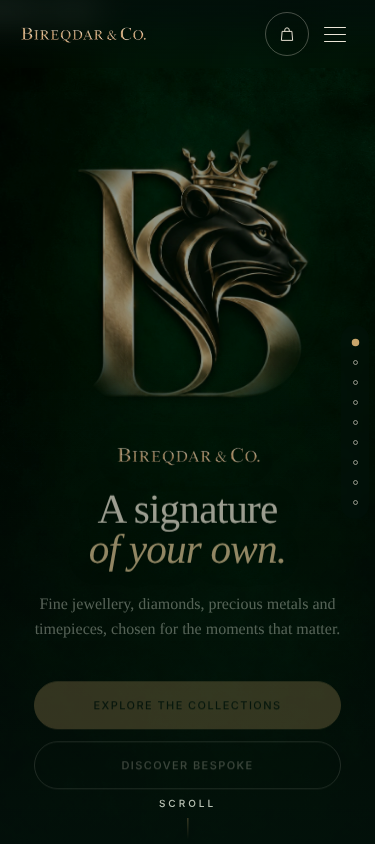 BIREQDAR & CO.
B
BIREQDAR & CO.
A signature
of your own.
Fine jewellery, diamonds, precious metals and
timepieces, chosen for the moments that matter.
EXPLORE THE COLLECTIONS
DISCOVER BESPOKE
SCROLL